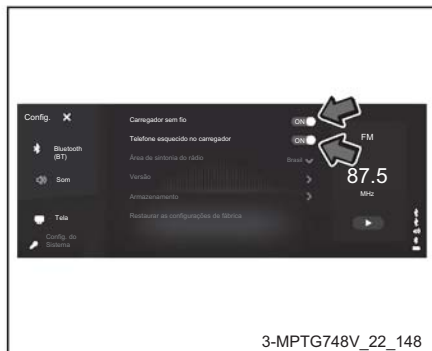 Config. ✕
Bluetooth
(BT)
Som
Tela
Config. do
Sistema
Carregador sem fio
ON
Telefone esquecido no carregador
ON
Área de sintonia do rádio
Brasil
Versão
Armazenamento
Restaurar as configurações de fábrica
FM
87.5
MHz
3-MPTG748V_22_148